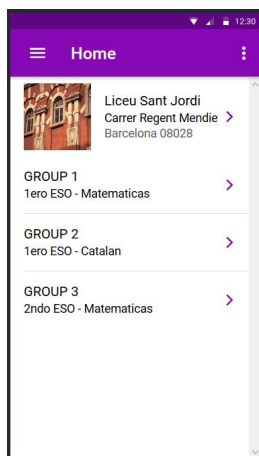 12:30
Home
Liceu Sant Jordi
Carrer Regent Mendie
Barcelona 08028
GROUP 1
1ero ESO - Matematicas
GROUP 2
1ero ESO - Catalan
GROUP 3
2ndo ESO - Matematicas